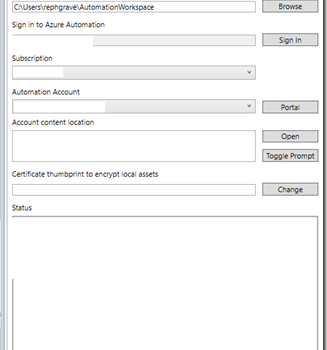 C:\Users\rephgrave\AutomationWorkspace
Browse
Sign in to Azure Automation
Sign In
Subscription
Automation Account
Portal
Account content location
Open
Toggle Prompt
Certificate thumbprint to encrypt local assets
Change
Status